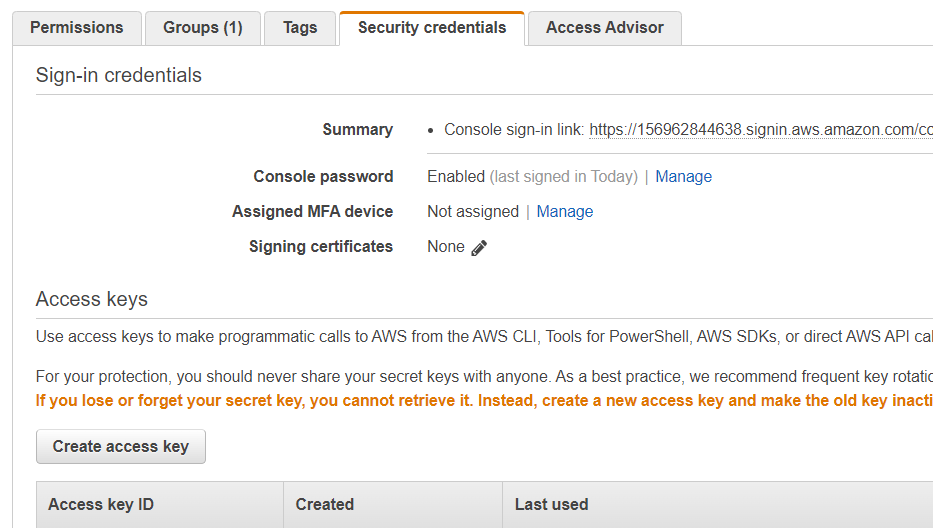 Permissions Groups (1) Tags Security credentials Access Advisor
Sign-in credentials
Summary • Console sign-in link: https://156962844638.signin.aws.amazon.com/co
Console password Enabled (last signed in Today) | Manage
Assigned MFA device Not assigned | Manage
Signing certificates None
Access keys
Use access keys to make programmatic calls to AWS from the AWS CLI, Tools for PowerShell, AWS SDKs, or direct AWS API cal
For your protection, you should never share your secret keys with anyone. As a best practice, we recommend frequent key rotatio
If you lose or forget your secret key, you cannot retrieve it. Instead, create a new access key and make the old key inacti
Create access key
Access key ID Created Last used